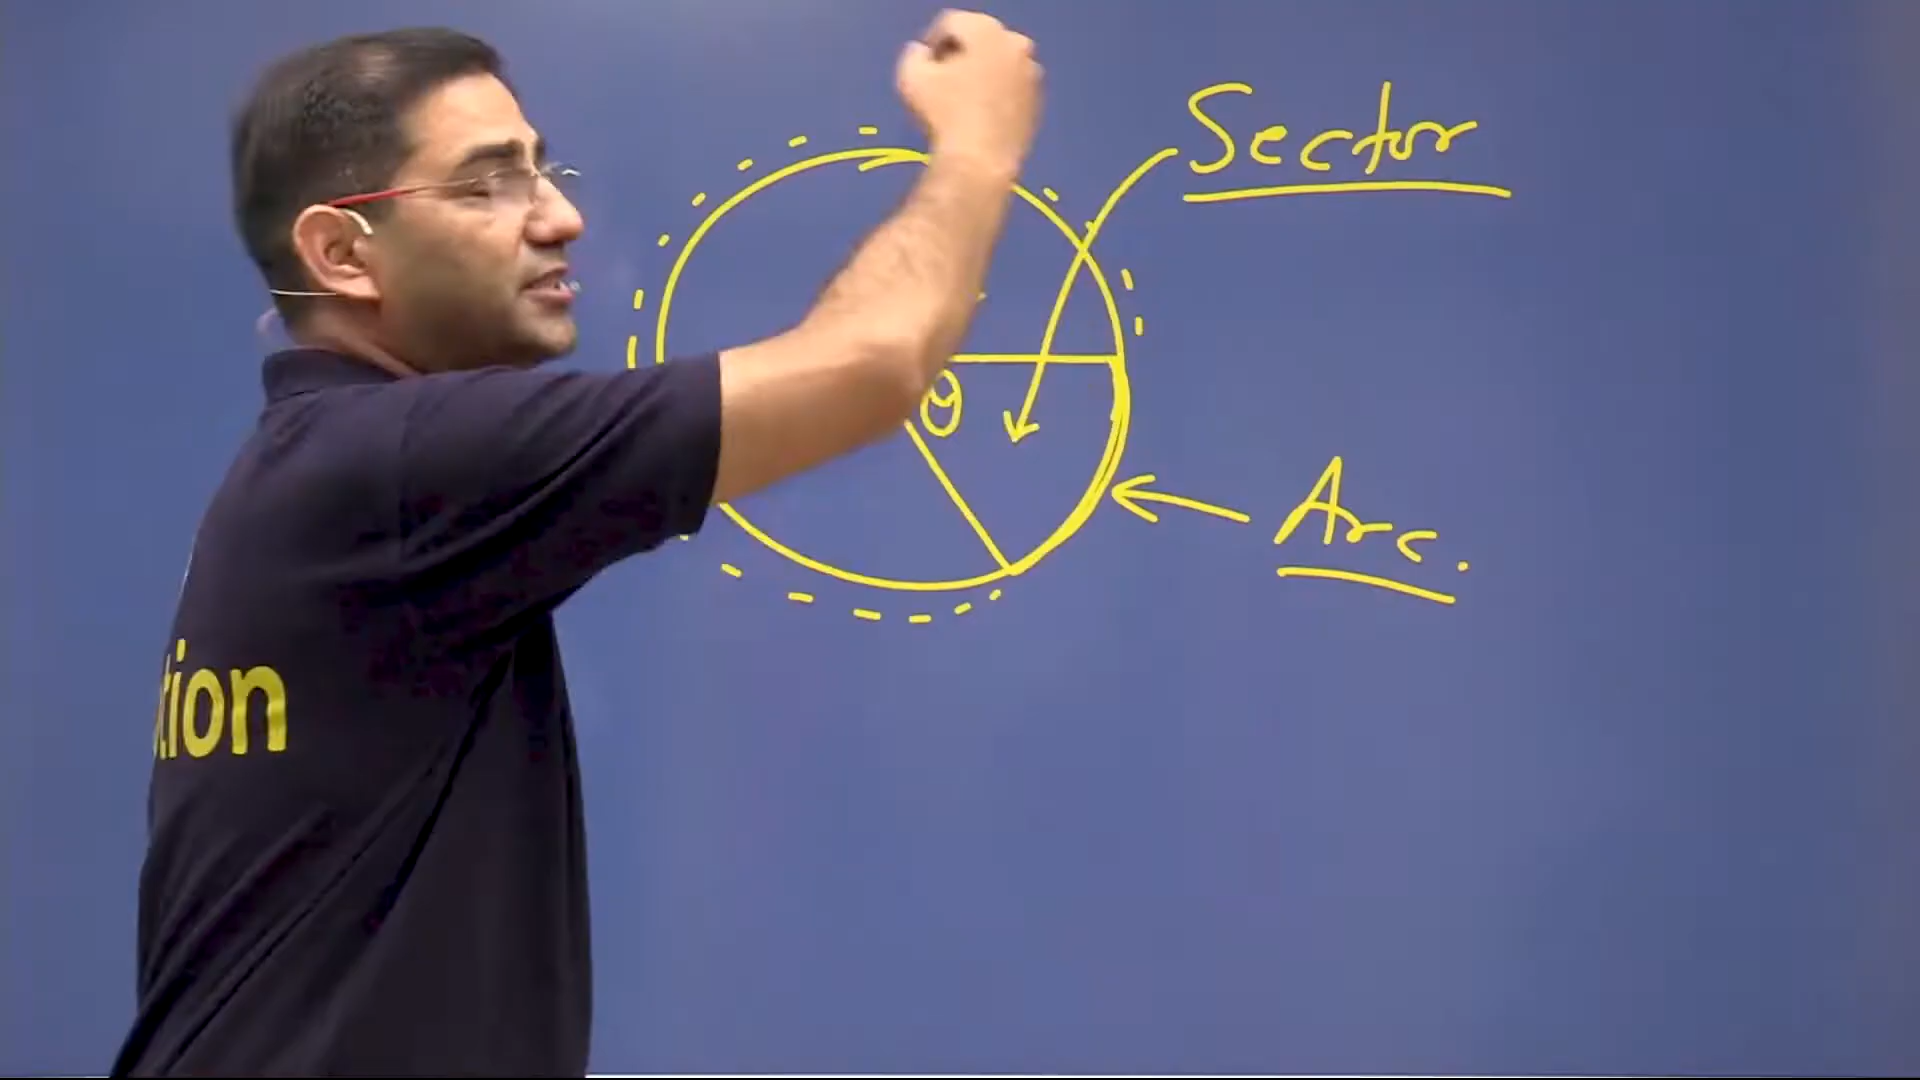 Sector
θ
Arc.
tion